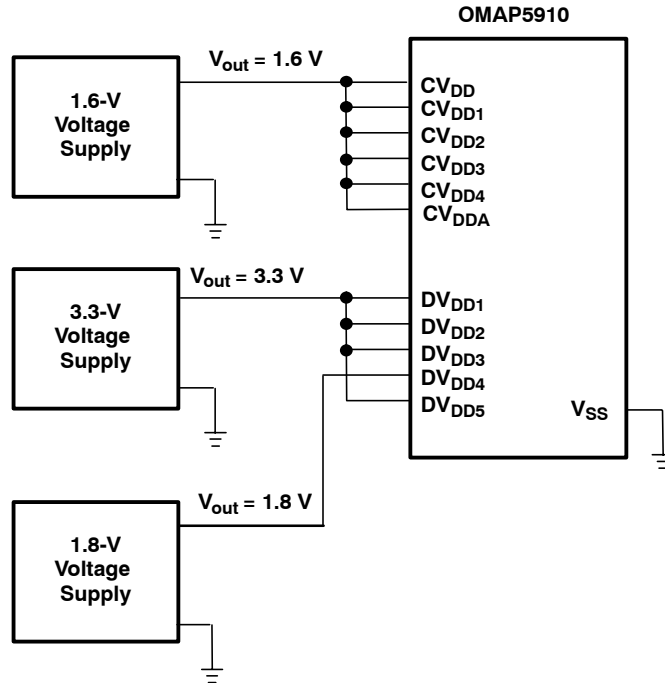 OMAP5910
V_out = 1.6 V
1.6-V
Voltage
Supply
CV_DD
CV_DD1
CV_DD2
CV_DD3
CV_DD4
CV_DDA
V_out = 3.3 V
3.3-V
Voltage
Supply
DV_DD1
DV_DD2
DV_DD3
DV_DD4
DV_DD5
V_SS
V_out = 1.8 V
1.8-V
Voltage
Supply